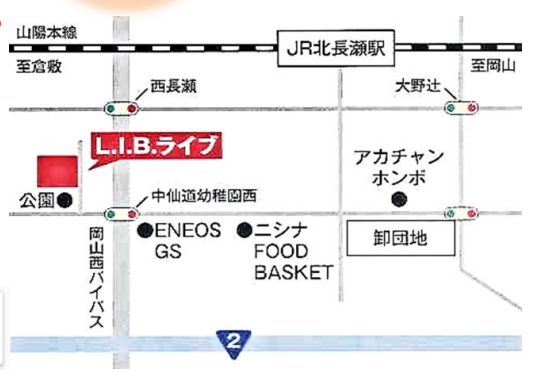 山陽本線
JR北長瀬駅
至倉敷
至岡山
西長瀬
大野辻
L.I.B.ライブ
アカチャン
ホンポ
公園
中仙道幼稚園西
ENEOS
GS
ニシナ
FOOD
BASKET
卸団地
岡山西バイパス
2